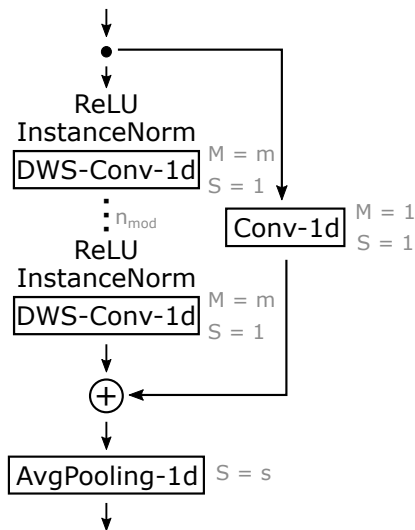 ReLU
InstanceNorm
DWS-Conv-1d
M = m
S = 1
n_mod
ReLU
InstanceNorm
DWS-Conv-1d
M = m
S = 1
Conv-1d
M = 1
S = 1
+
AvgPooling-1d
S = s